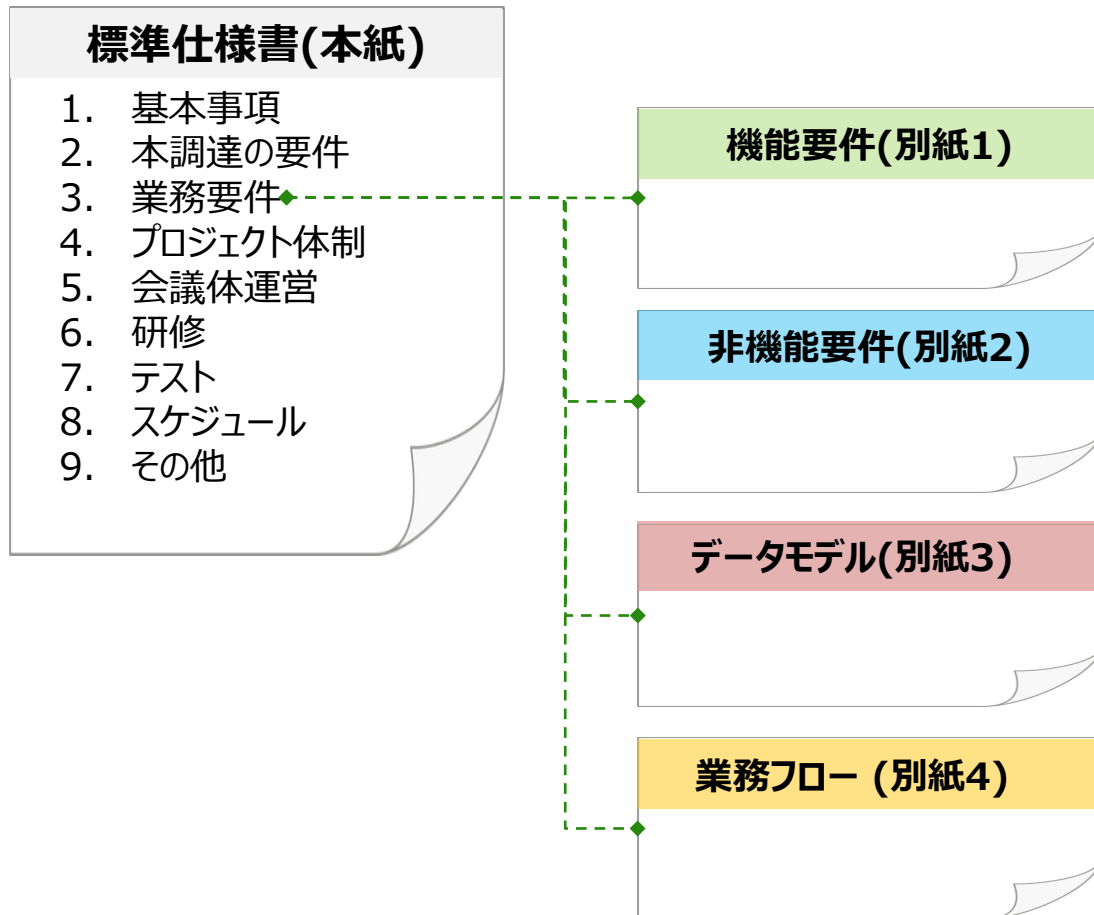 標準仕様書(本紙)
1. 基本事項
2. 本調達の要件
3. 業務要件
4. プロジェクト体制
5. 会議体運営
6. 研修
7. テスト
8. スケジュール
9. その他
機能要件(別紙1)
非機能要件(別紙2)
データモデル(別紙3)
業務フロー (別紙4)